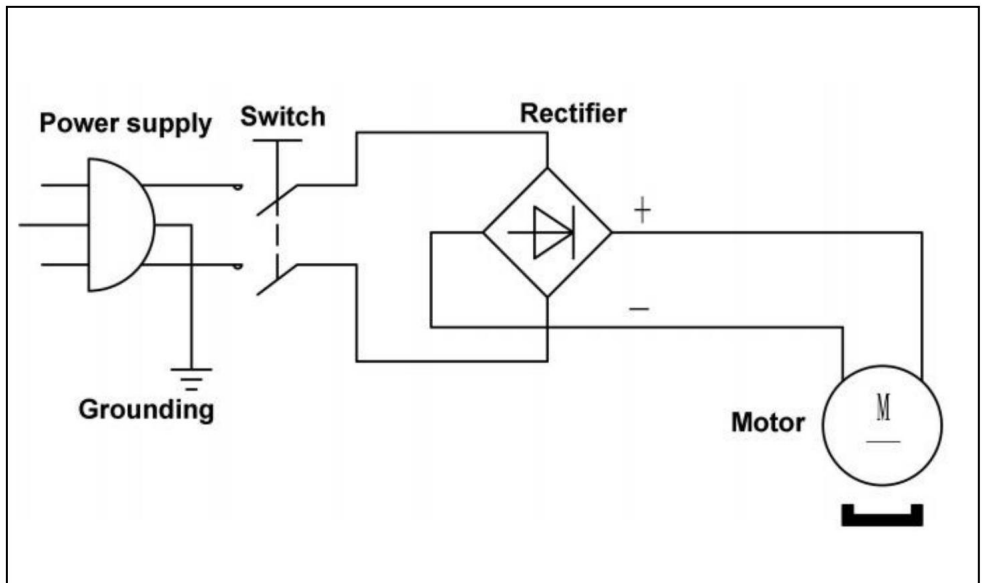 Power supply
Switch
Rectifier
+
−
Grounding
Motor
M